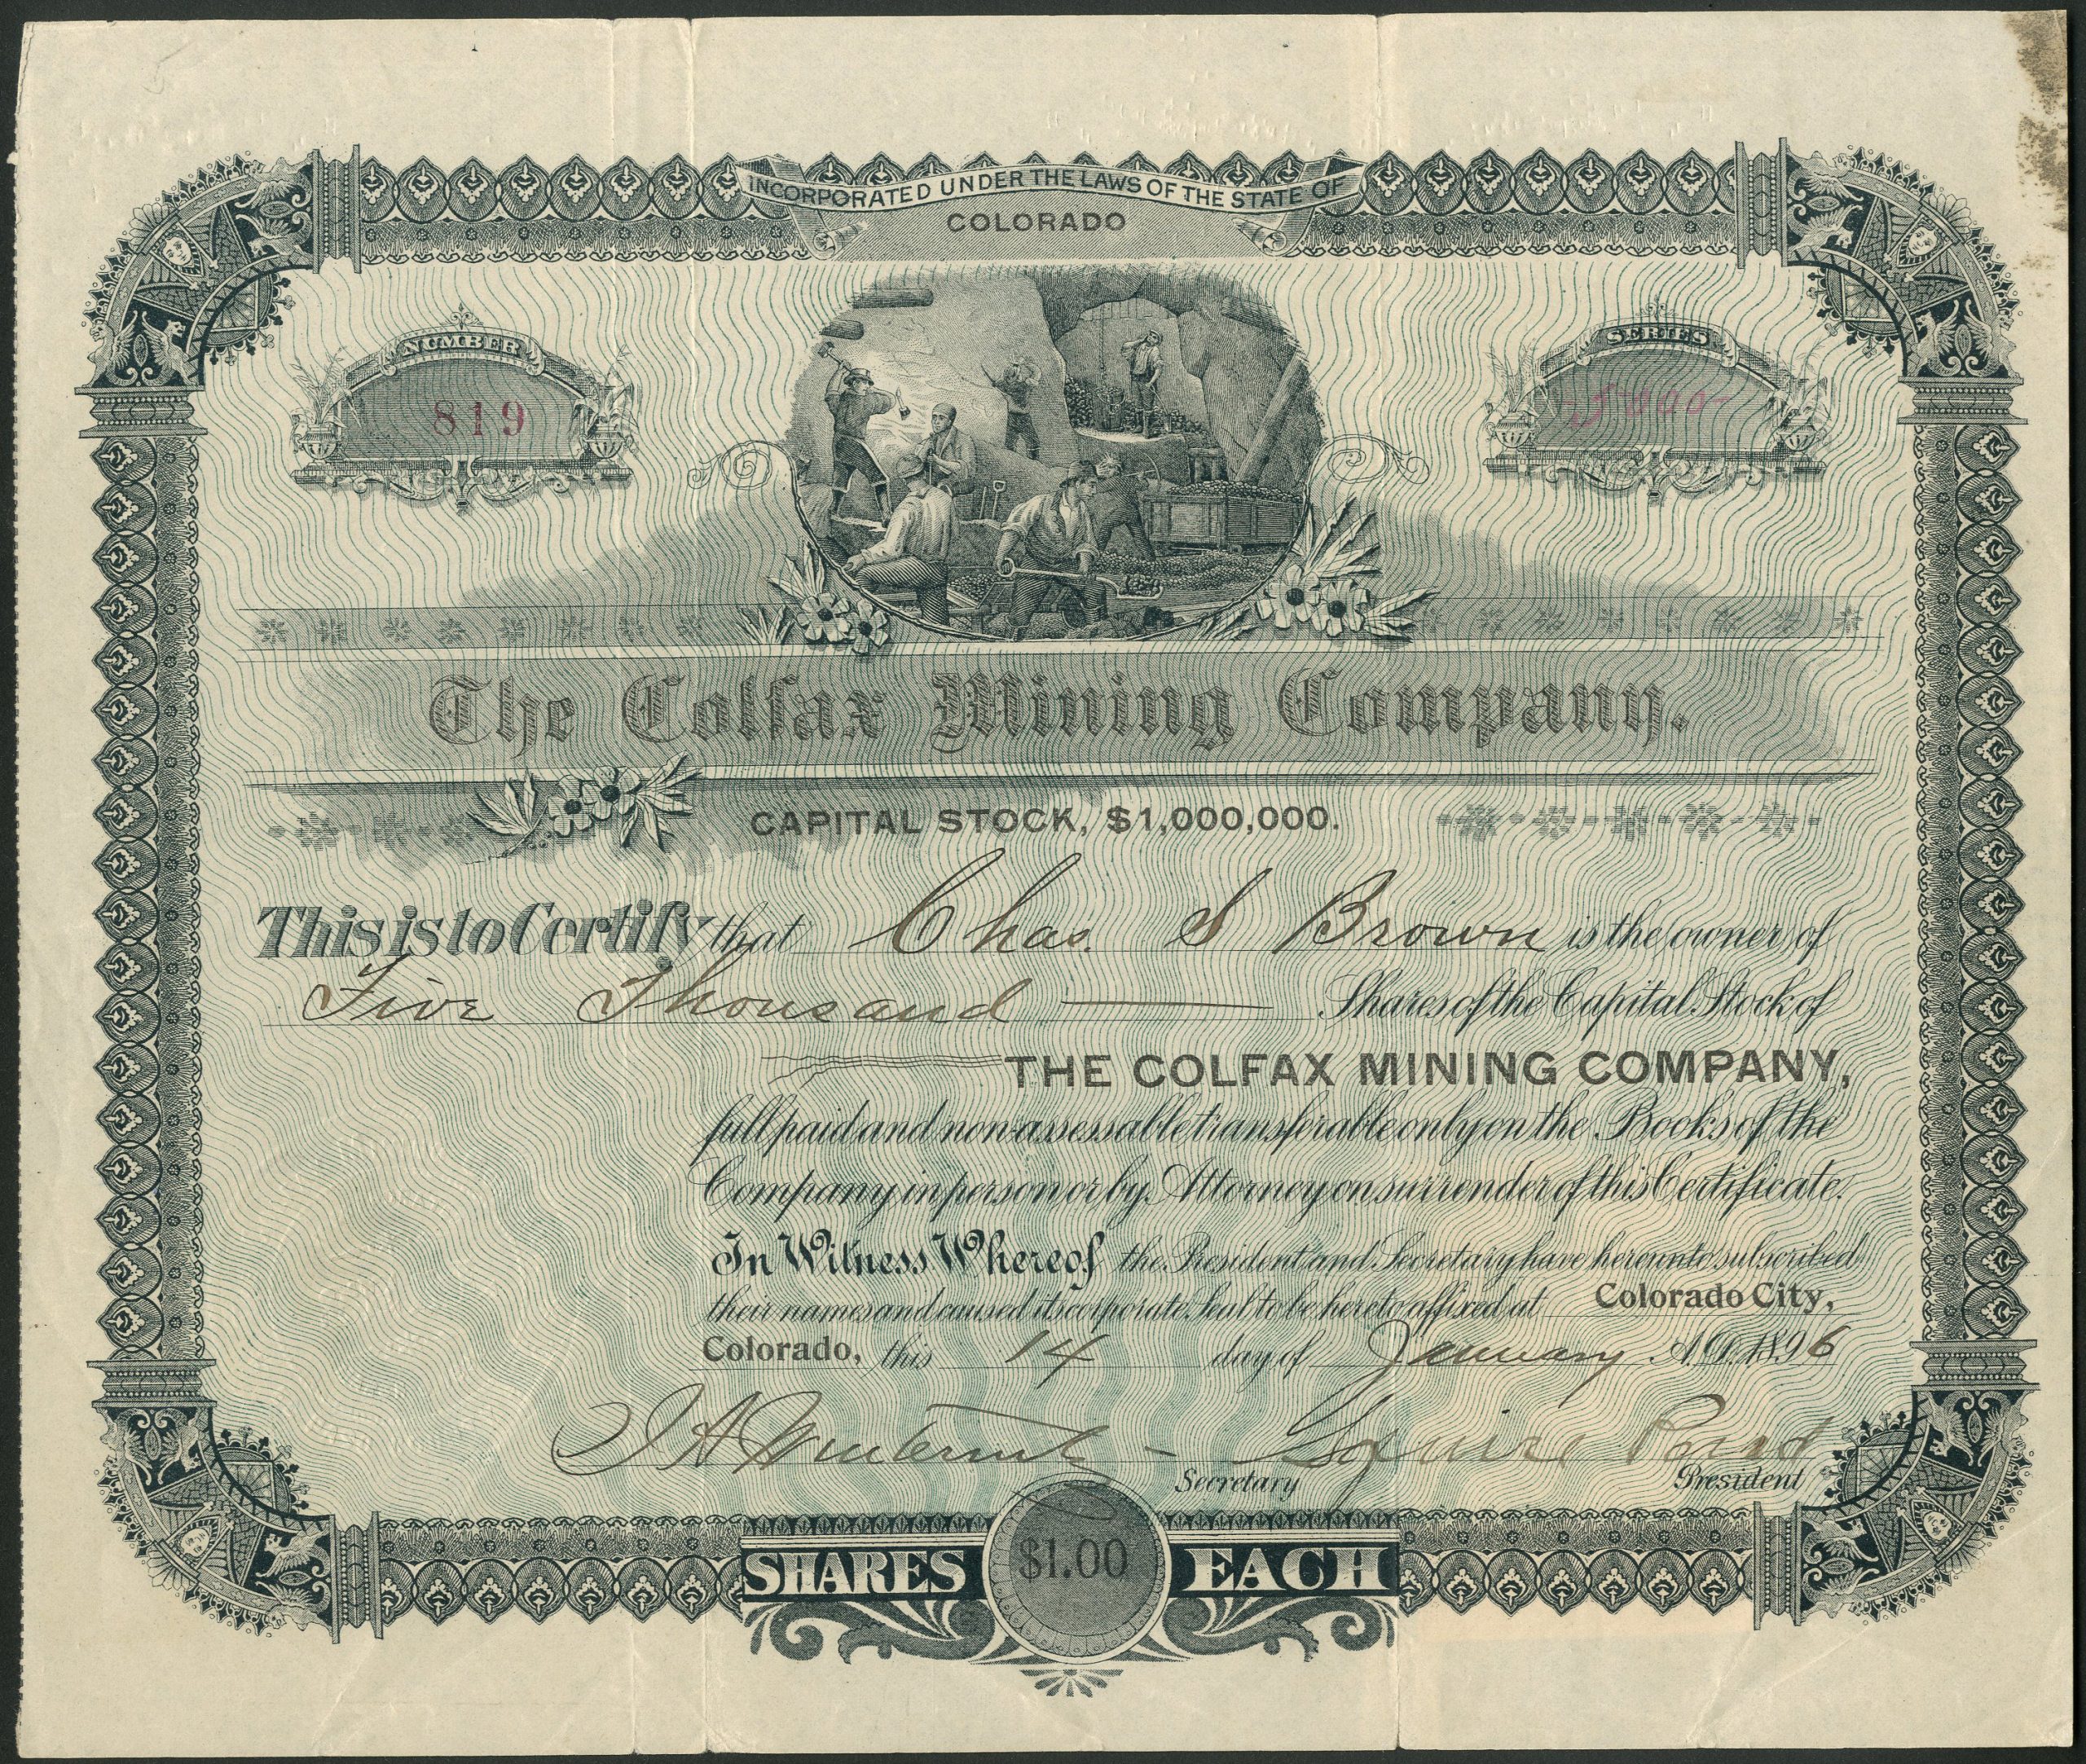 INCORPORATED UNDER THE LAWS OF THE STATE OF
COLORADO
NUMBER
819
SERIES
5000
The Colfax Mining Company.
CAPITAL STOCK, $1,000,000.
This is to Certify that Chas. S Brown is the owner of
Five Thousand Shares of the Capital Stock of
THE COLFAX MINING COMPANY,
full paid and non-assessable transferable only on the Books of the
Company in person or by Attorney on surrender of this Certificate.
In Witness Whereof the President and Secretary have hereunto subscribed
their names and caused its corporate Seal to be hereto affixed at Colorado City,
Colorado, this 14 day of January A.D. 1896
Squire
Secretary President
SHARES $1.00 EACH